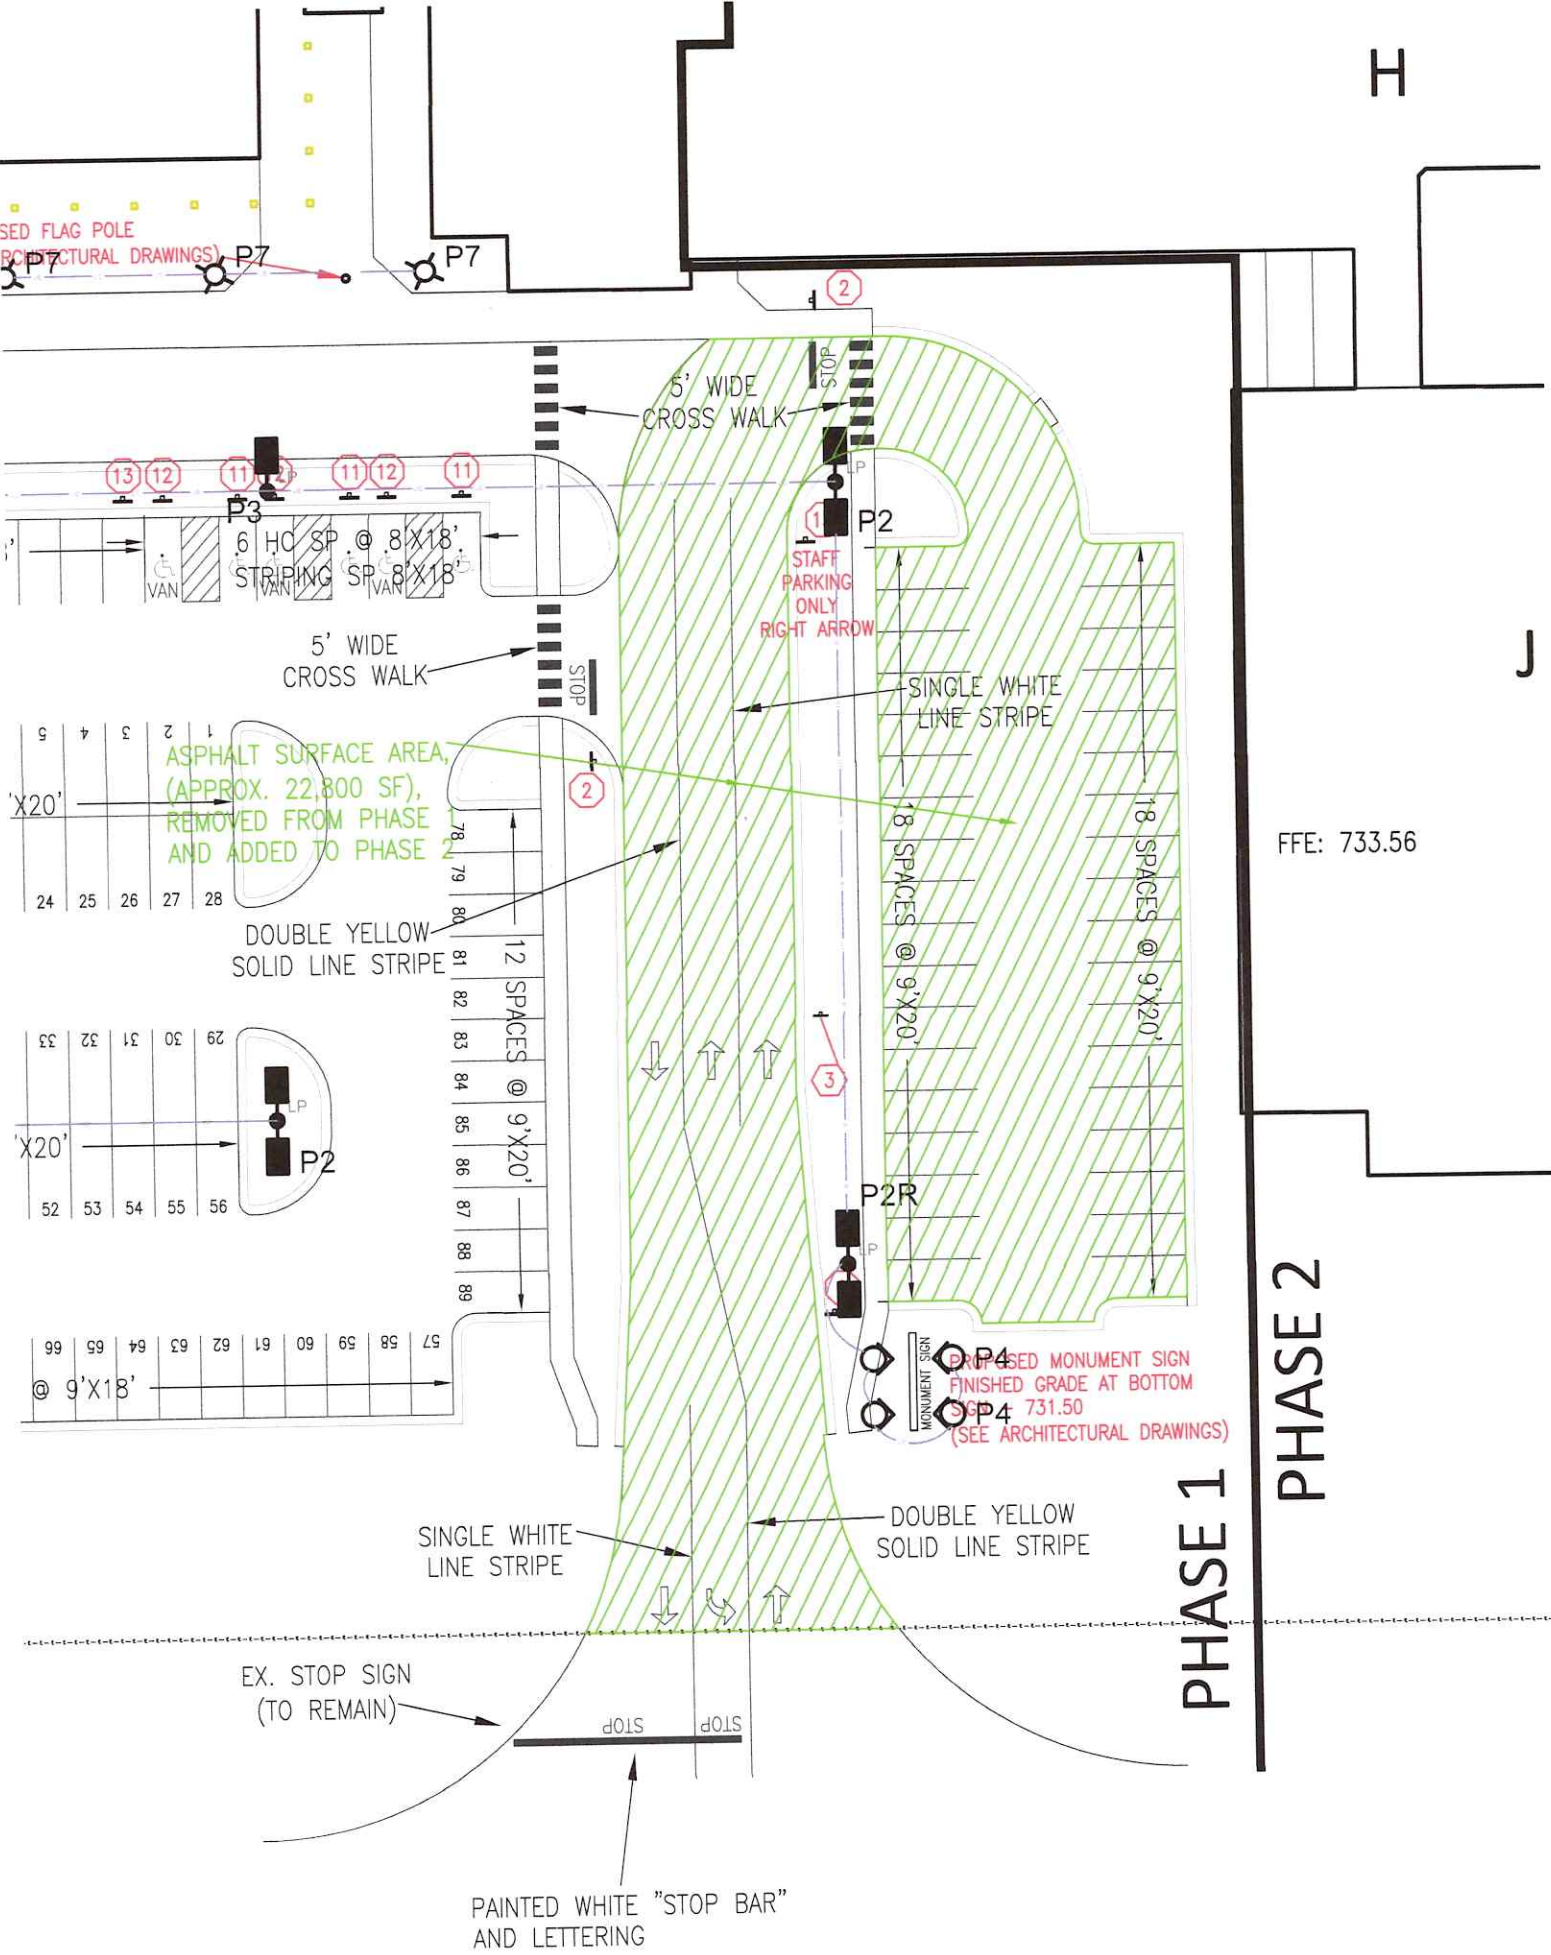 H
SED FLAG POLE
RCHITECTURAL DRAWINGS)
P7
P7
P7
2
STOP
5' WIDE
CROSS WALK
13
12
11
11
12
11
LP
LP
P3
P2
6 HC SP @ 8'X18'
STRIPING SP 8'X18'
VAN
VAN
VAN
STAFF
PARKING
ONLY
RIGHT ARROW
5' WIDE
CROSS WALK
STOP
J
SINGLE WHITE
LINE STRIPE
5 4 3 2 1
ASPHALT SURFACE AREA,
(APPROX. 22,800 SF),
REMOVED FROM PHASE 1
AND ADDED TO PHASE 2
'X20'
2
24 25 26 27 28
78
79
80
81
82
83
84
85
86
87
88
89
12 SPACES @ 9'X20'
18 SPACES @ 9'X20'
18 SPACES @ 9'X20'
FFE: 733.56
DOUBLE YELLOW
SOLID LINE STRIPE
33 32 31 30 29
3
LP
'X20'
P2
52 53 54 55 56
P2R
LP
66 65 64 63 62 61 60 59 58 57
@ 9'X18'
MONUMENT SIGN
P4
P4
PROPOSED MONUMENT SIGN
FINISHED GRADE AT BOTTOM
SIGN - 731.50
(SEE ARCHITECTURAL DRAWINGS)
PHASE 1
PHASE 2
SINGLE WHITE
LINE STRIPE
DOUBLE YELLOW
SOLID LINE STRIPE
EX. STOP SIGN
(TO REMAIN)
STOP
STOP
PAINTED WHITE "STOP BAR"
AND LETTERING